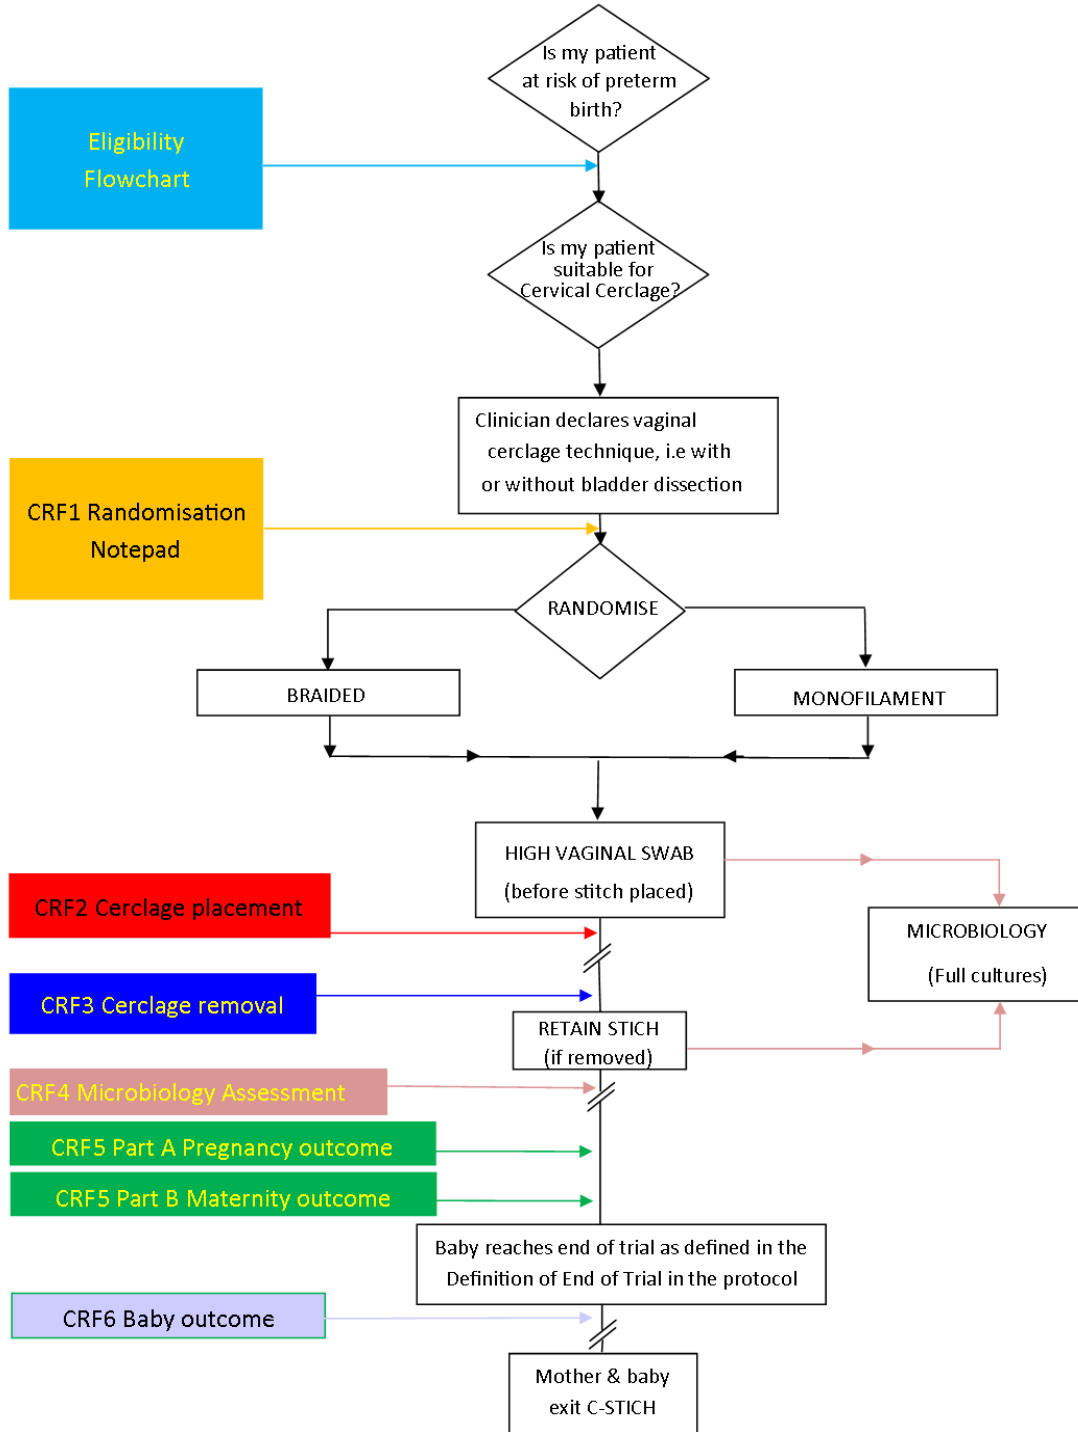 Is my patient
at risk of preterm
birth?
Eligibility
Flowchart
Is my patient
suitable for
Cervical Cerclage?
Clinician declares vaginal
cerclage technique, i.e with
or without bladder dissection
CRF1 Randomisation
Notepad
RANDOMISE
BRAIDED
MONOFILAMENT
HIGH VAGINAL SWAB
(before stitch placed)
CRF2 Cerclage placement
MICROBIOLOGY
(Full cultures)
CRF3 Cerclage removal
RETAIN STICH
(if removed)
CRF4 Microbiology Assessment
CRF5 Part A Pregnancy outcome
CRF5 Part B Maternity outcome
Baby reaches end of trial as defined in the
Definition of End of Trial in the protocol
CRF6 Baby outcome
Mother & baby
exit C-STICH